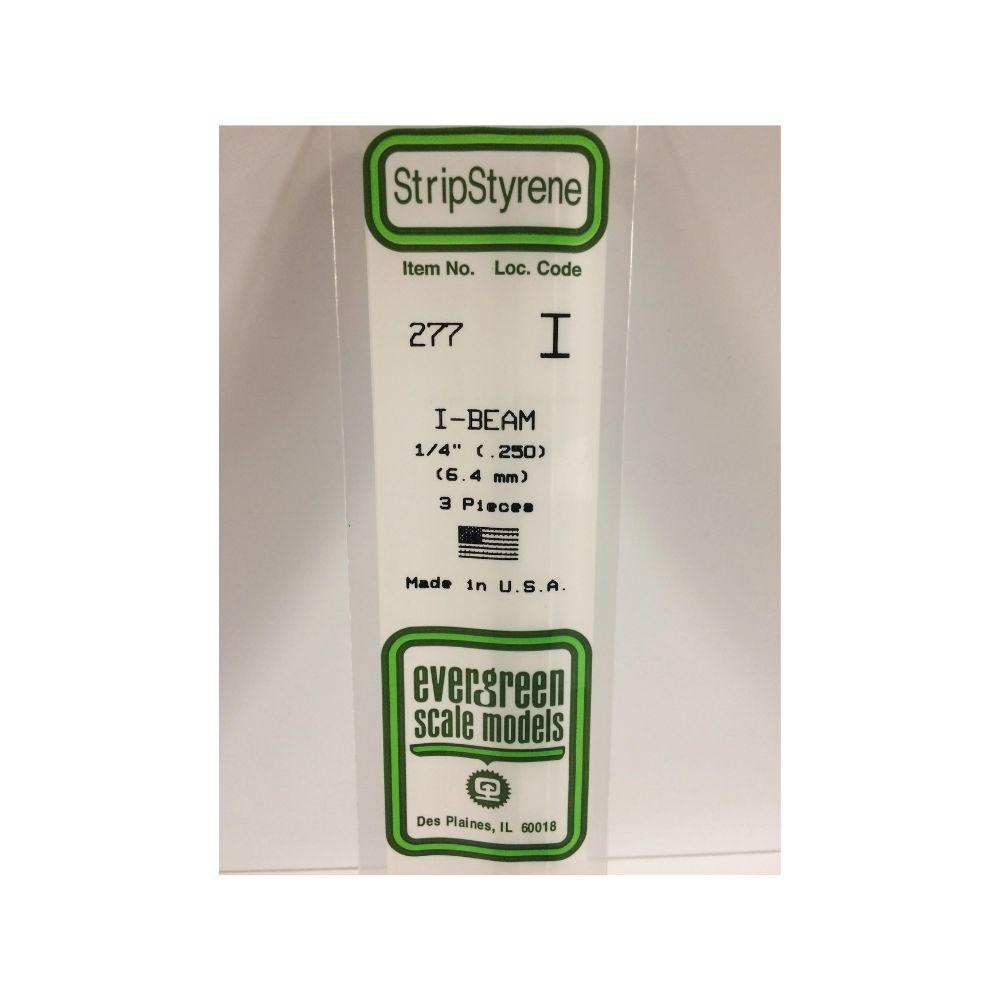 StripStyrene
Item No. Loc. Code
277 I
I-BEAM
1/4" (.250)
(6.4 mm)
3 Pieces
Made in U.S.A.
evergreen
scale models
Des Plaines, IL 60018